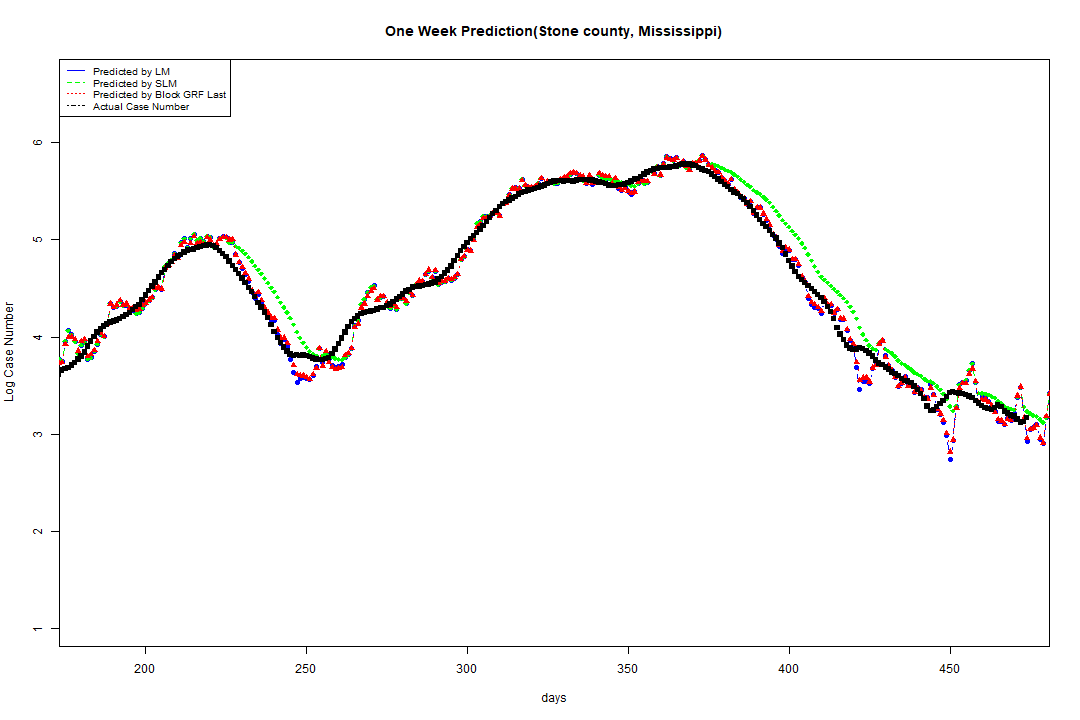 One Week Prediction(Stone county, Mississippi)
Predicted by LM
Predicted by SLM
Predicted by Block GRF Last
Actual Case Number
Log Case Number
6
5
4
3
2
1
200 250 300 350 400 450
days